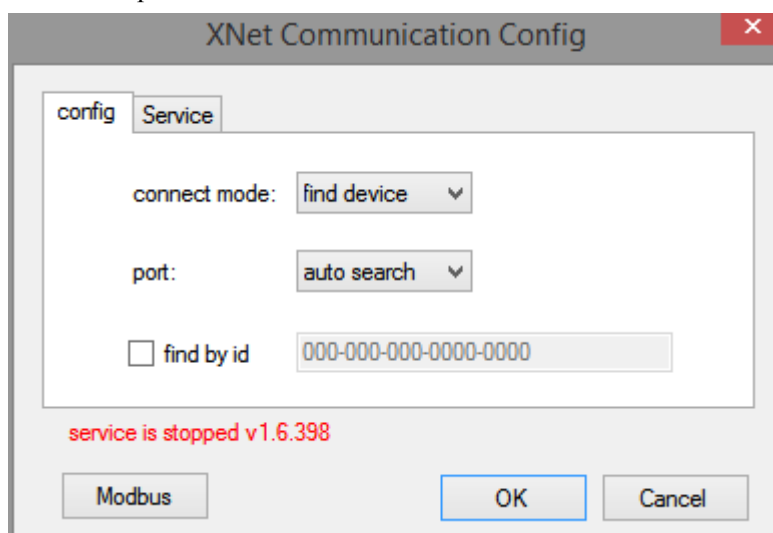 XNet Communication Config
config Service
connect mode: find device
port: auto search
find by id 000-000-000-0000-0000
service is stopped v1.6.398
Modbus OK Cancel